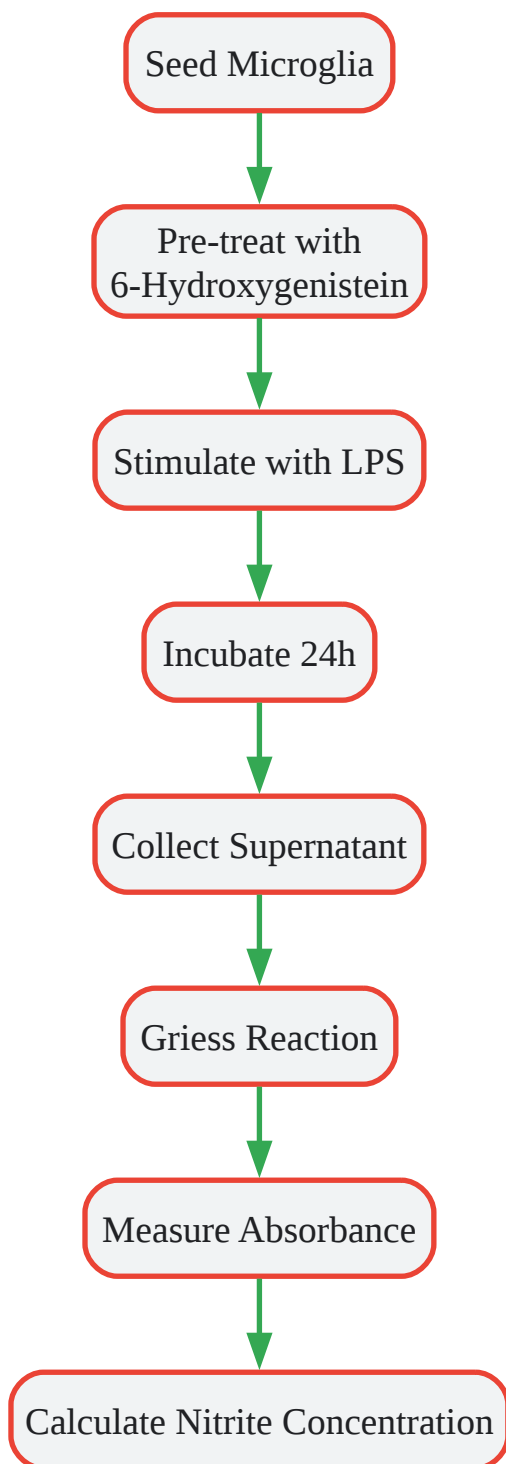 Seed Microglia
Pre-treat with
6-Hydroxygenistein
Stimulate with LPS
Incubate 24h
Collect Supernatant
Griess Reaction
Measure Absorbance
Calculate Nitrite Concentration